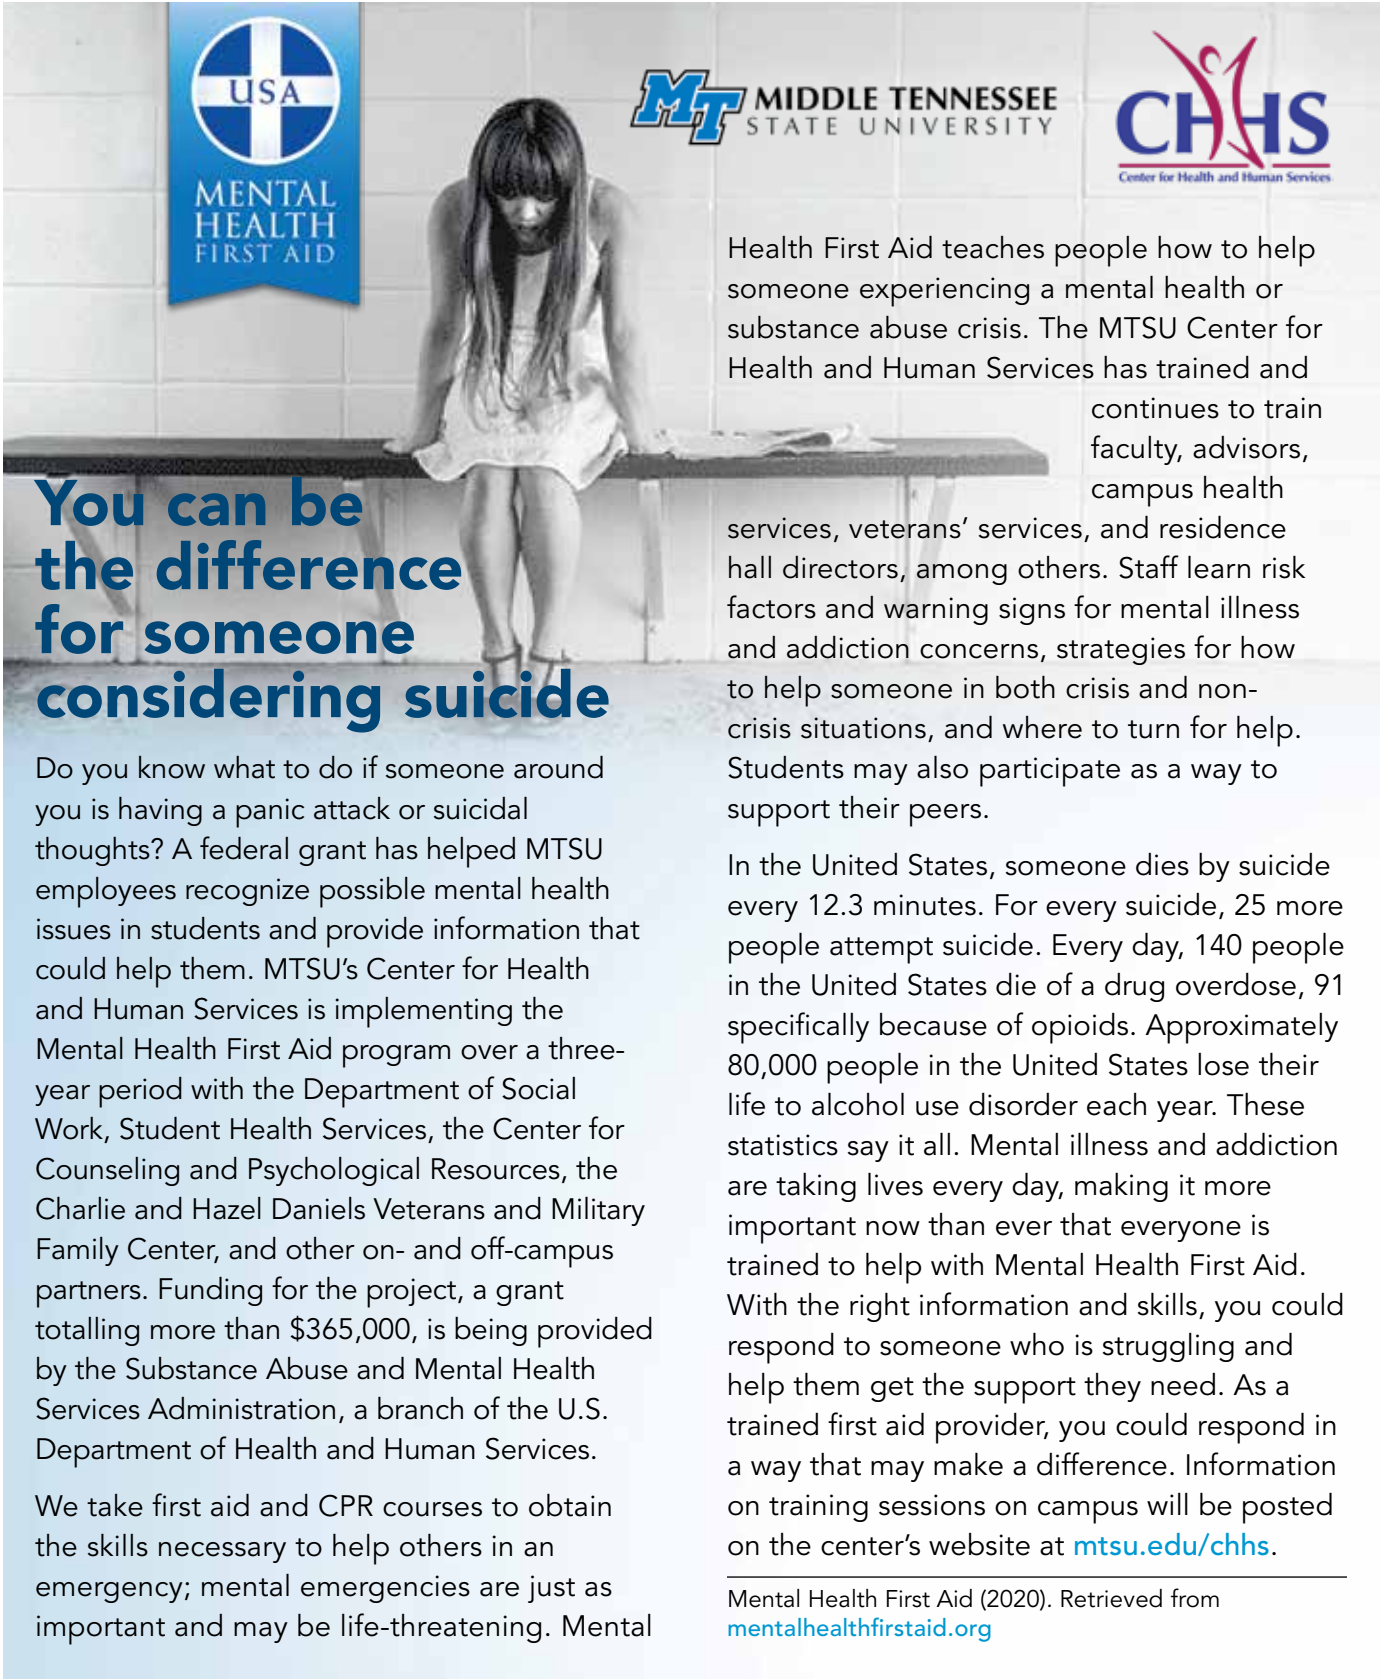 USA
MENTAL
HEALTH
FIRST AID
MT MIDDLE TENNESSEE
STATE UNIVERSITY
CHHS
Center for Health and Human Services
You can be
the difference
for someone
considering suicide
Do you know what to do if someone around
you is having a panic attack or suicidal
thoughts? A federal grant has helped MTSU
employees recognize possible mental health
issues in students and provide information that
could help them. MTSU’s Center for Health
and Human Services is implementing the
Mental Health First Aid program over a three-
year period with the Department of Social
Work, Student Health Services, the Center for
Counseling and Psychological Resources, the
Charlie and Hazel Daniels Veterans and Military
Family Center, and other on- and off-campus
partners. Funding for the project, a grant
totalling more than $365,000, is being provided
by the Substance Abuse and Mental Health
Services Administration, a branch of the U.S.
Department of Health and Human Services.
We take first aid and CPR courses to obtain
the skills necessary to help others in an
emergency; mental emergencies are just as
important and may be life-threatening. Mental
Health First Aid teaches people how to help
someone experiencing a mental health or
substance abuse crisis. The MTSU Center for
Health and Human Services has trained and
continues to train
faculty, advisors,
campus health
services, veterans’ services, and residence
hall directors, among others. Staff learn risk
factors and warning signs for mental illness
and addiction concerns, strategies for how
to help someone in both crisis and non-
crisis situations, and where to turn for help.
Students may also participate as a way to
support their peers.
In the United States, someone dies by suicide
every 12.3 minutes. For every suicide, 25 more
people attempt suicide. Every day, 140 people
in the United States die of a drug overdose, 91
specifically because of opioids. Approximately
80,000 people in the United States lose their
life to alcohol use disorder each year. These
statistics say it all. Mental illness and addiction
are taking lives every day, making it more
important now than ever that everyone is
trained to help with Mental Health First Aid.
With the right information and skills, you could
respond to someone who is struggling and
help them get the support they need. As a
trained first aid provider, you could respond in
a way that may make a difference. Information
on training sessions on campus will be posted
on the center’s website at mtsu.edu/chhs.
Mental Health First Aid (2020). Retrieved from
mentalhealthfirstaid.org